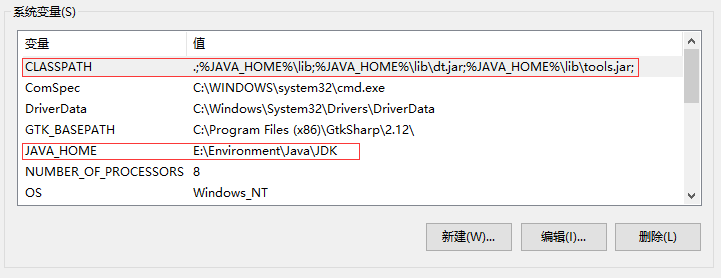 系统变量(S)
变量 值
CLASSPATH .;%JAVA_HOME%\lib;%JAVA_HOME%\lib\dt.jar;%JAVA_HOME%\lib\tools.jar;
ComSpec C:\WINDOWS\system32\cmd.exe
DriverData C:\Windows\System32\Drivers\DriverData
GTK_BASEPATH C:\Program Files (x86)\GtkSharp\2.12\
JAVA_HOME E:\Environment\Java\JDK
NUMBER_OF_PROCESSORS 8
OS Windows_NT
新建(W)... 编辑(I)... 删除(L)